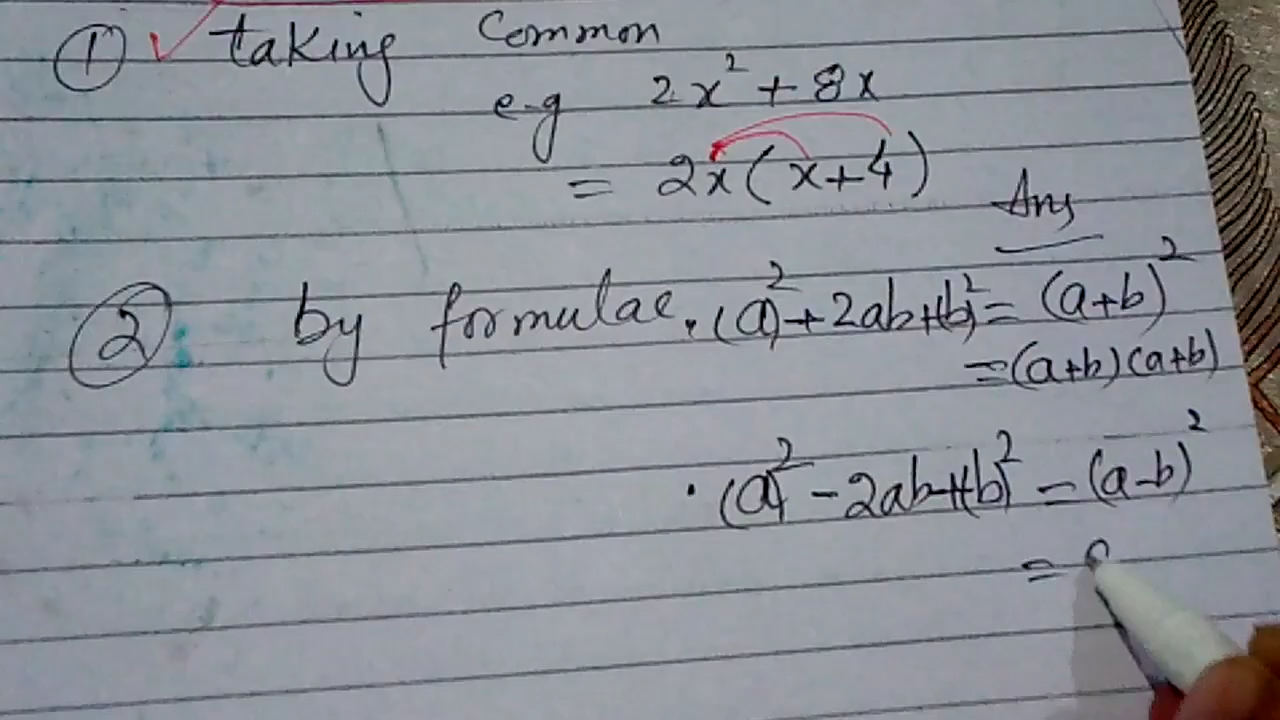 ① ✓ taking Common
e.g 2x² + 8x
= 2x(x+4)
Ans
② by formulae. (a)² + 2ab + (b)² = (a+b)²
= (a+b)(a+b)
· (a)² - 2ab + (b)² = (a-b)²
=